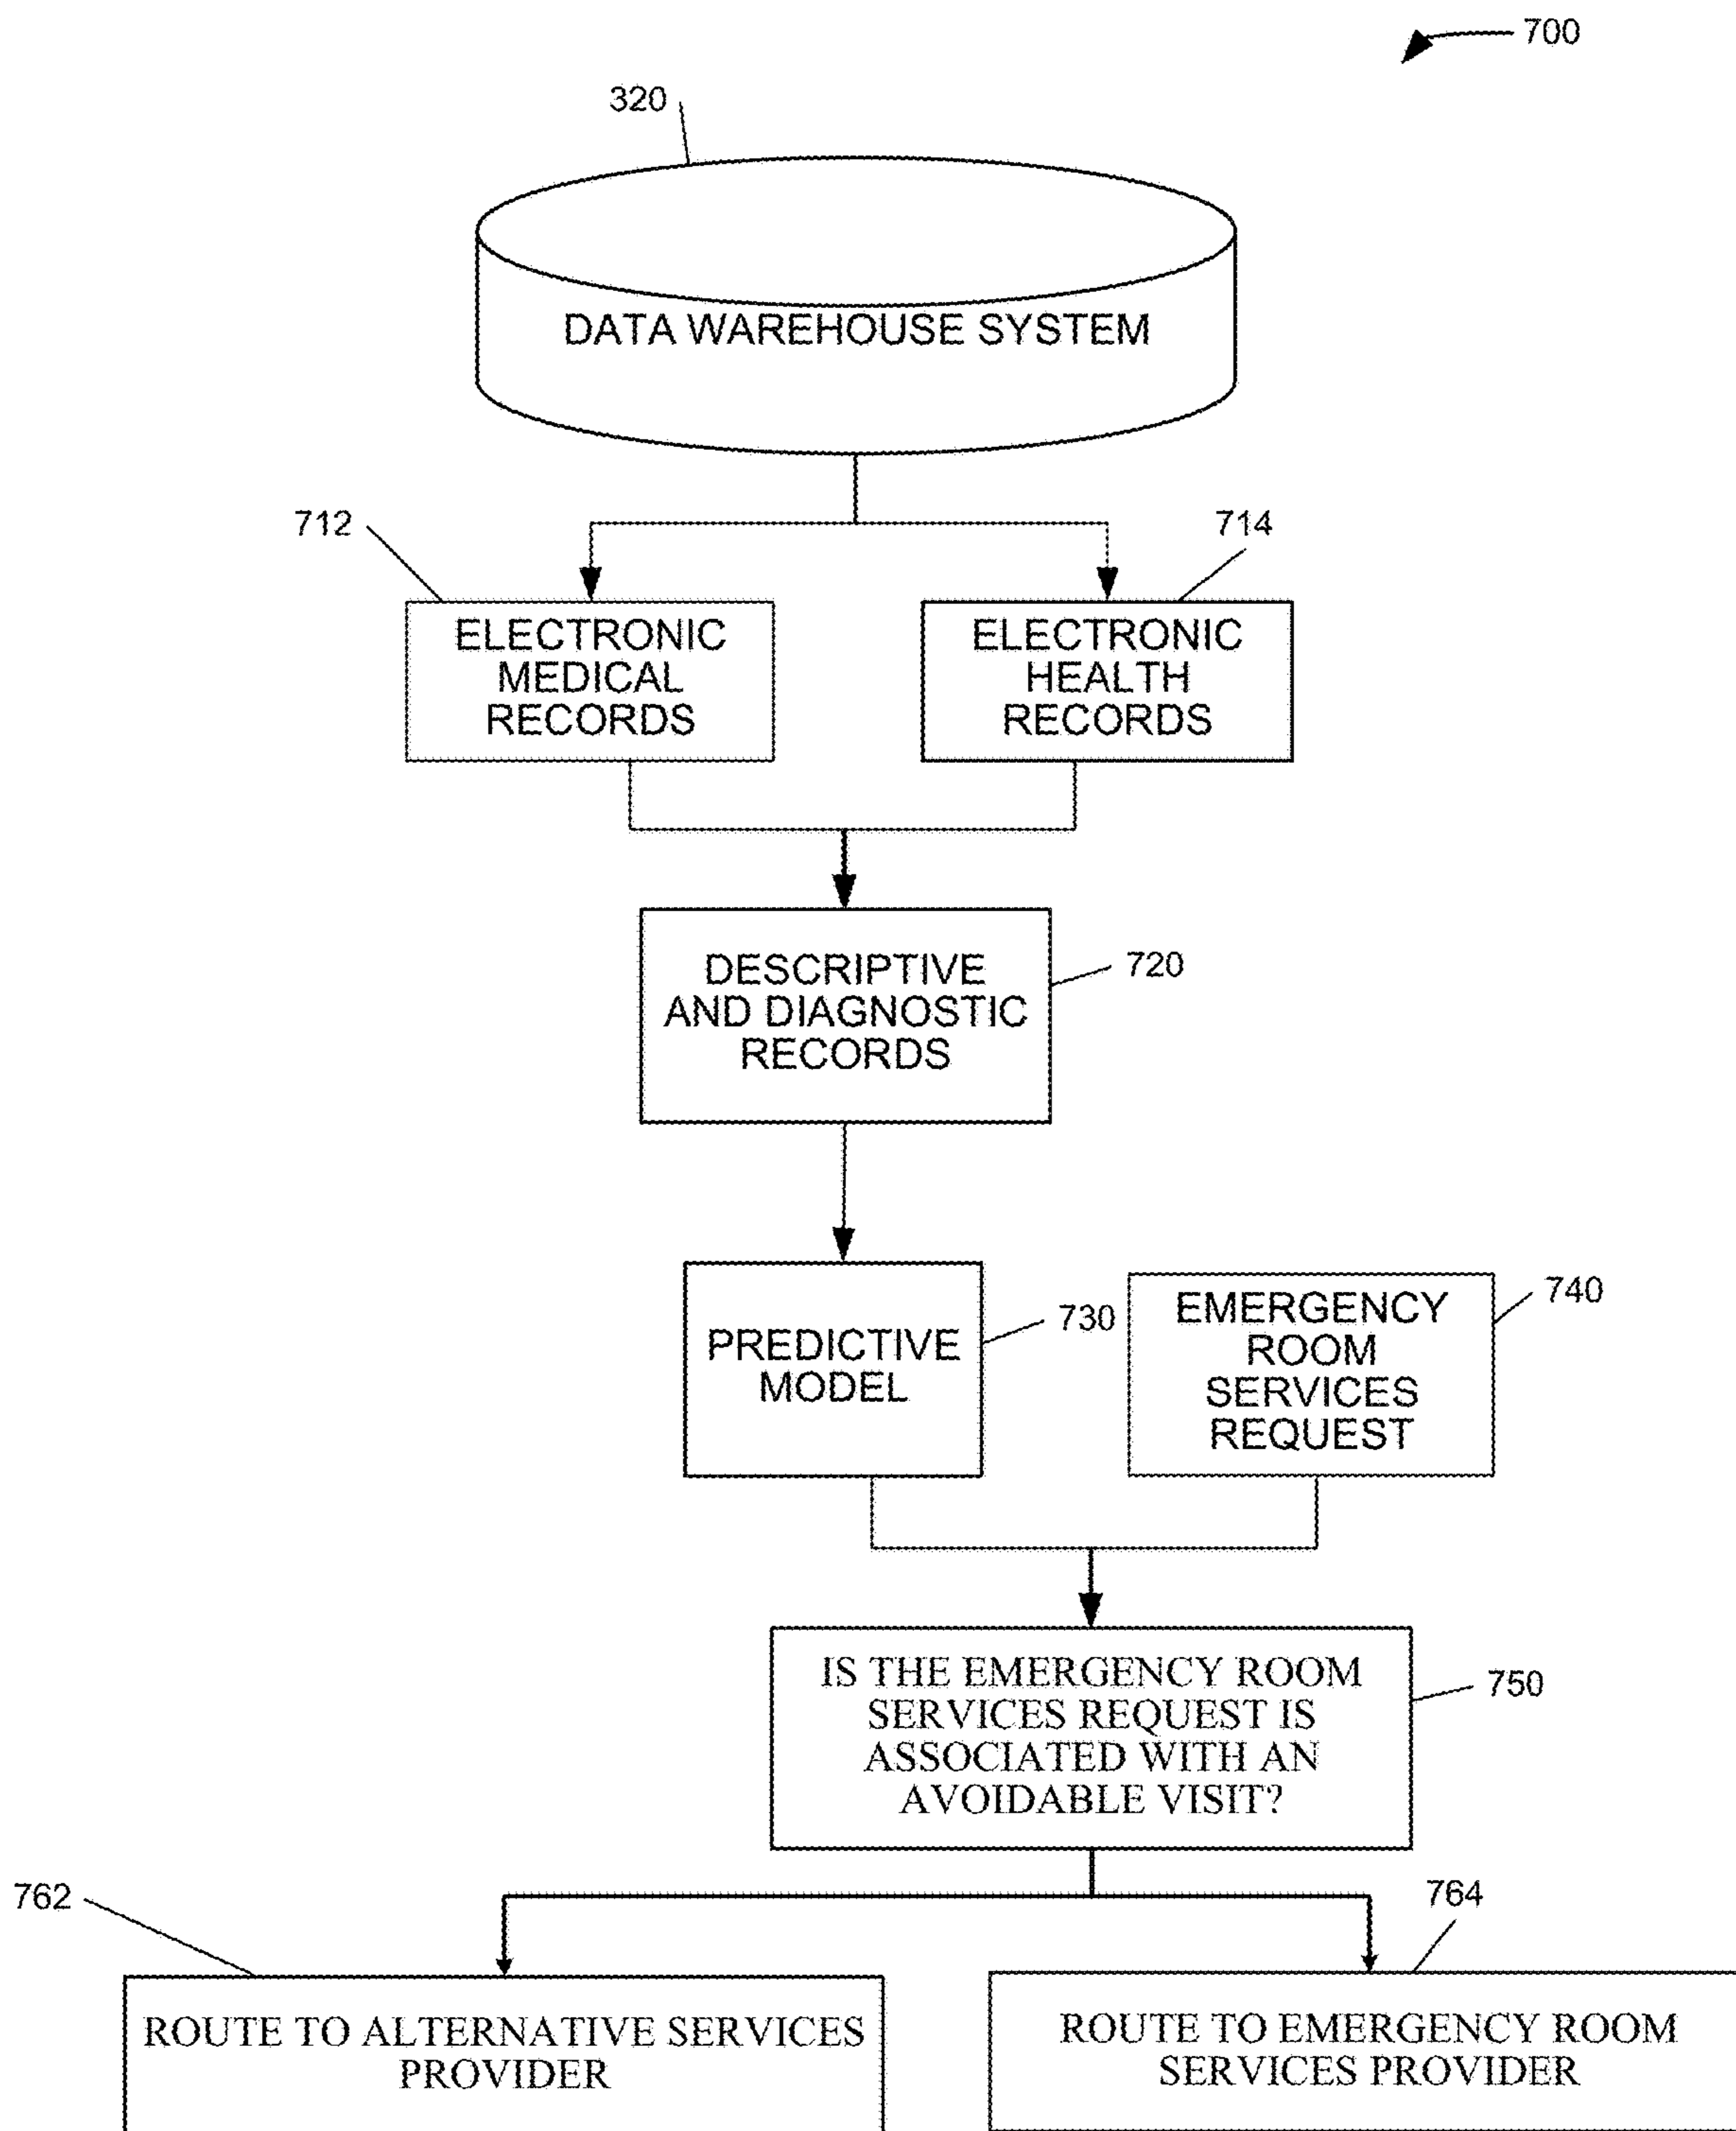 700
320
DATA WAREHOUSE SYSTEM
712
714
ELECTRONIC
MEDICAL
RECORDS
ELECTRONIC
HEALTH
RECORDS
DESCRIPTIVE
AND DIAGNOSTIC
RECORDS
720
PREDICTIVE
MODEL
730
EMERGENCY
ROOM
SERVICES
REQUEST
740
IS THE EMERGENCY ROOM
SERVICES REQUEST IS
ASSOCIATED WITH AN
AVOIDABLE VISIT?
750
762
764
ROUTE TO ALTERNATIVE SERVICES
PROVIDER
ROUTE TO EMERGENCY ROOM
SERVICES PROVIDER